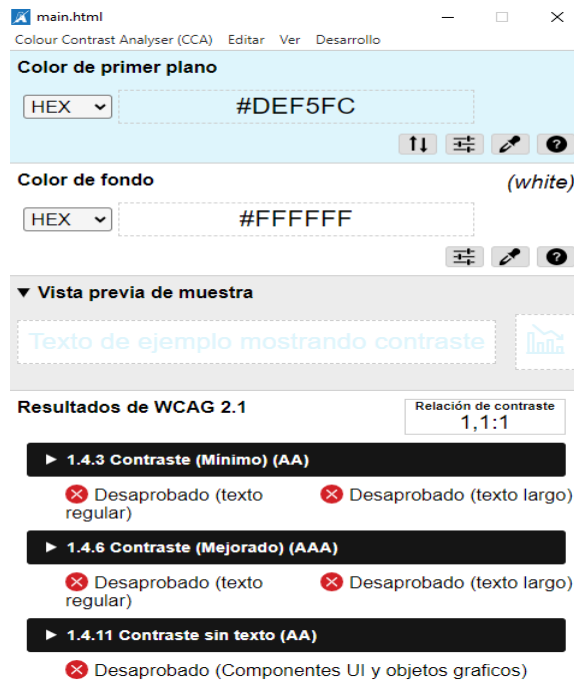 main.html
Colour Contrast Analyser (CCA) Editar Ver Desarrollo
Color de primer plano
HEX #DEF5FC
Color de fondo (white)
HEX #FFFFFF
▼ Vista previa de muestra
Texto de ejemplo mostrando contraste
Resultados de WCAG 2.1
Relación de contraste
1,1:1
▶ 1.4.3 Contraste (Mínimo) (AA)
Desaprobado (texto regular)
Desaprobado (texto largo)
▶ 1.4.6 Contraste (Mejorado) (AAA)
Desaprobado (texto regular)
Desaprobado (texto largo)
▶ 1.4.11 Contraste sin texto (AA)
Desaprobado (Componentes UI y objetos graficos)